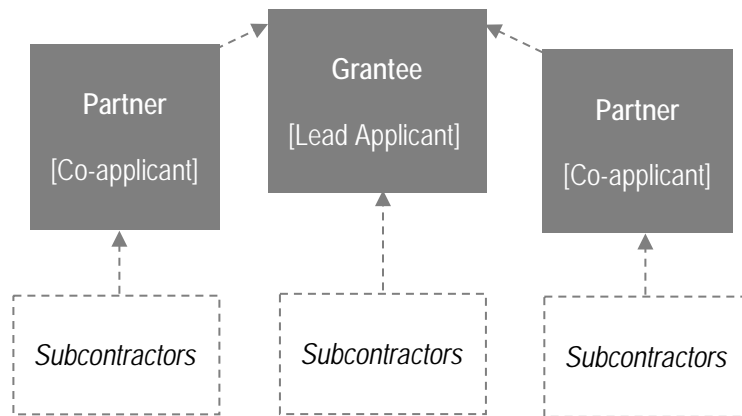 Partner
[Co-applicant]
Grantee
[Lead Applicant]
Partner
[Co-applicant]
Subcontractors
Subcontractors
Subcontractors